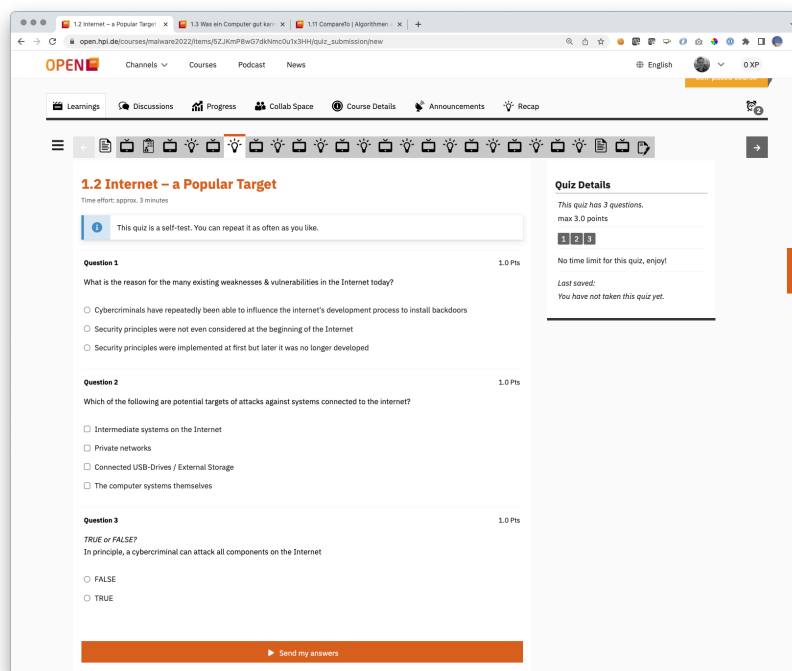 1.2 Internet – a Popular Target
1.3 Was ein Computer gut kann
1.11 CompareTo | Algorithmen
open.hpi.de/courses/malware2022/items/5ZJKmP8wG7dkNmc0u1x3HH/quiz_submission/new
OPEN
Channels
Courses
Podcast
News
English
0 XP
Learnings
Discussions
Progress
Collab Space
Course Details
Announcements
Recap
2
1.2 Internet – a Popular Target
Time effort: approx. 3 minutes
This quiz is a self-test. You can repeat it as often as you like.
Question 1
1.0 Pts
What is the reason for the many existing weaknesses & vulnerabilities in the Internet today?
Cybercriminals have repeatedly been able to influence the internet's development process to install backdoors
Security principles were not even considered at the beginning of the Internet
Security principles were implemented at first but later it was no longer developed
Question 2
1.0 Pts
Which of the following are potential targets of attacks against systems connected to the internet?
Intermediate systems on the Internet
Private networks
Connected USB-Drives / External Storage
The computer systems themselves
Question 3
1.0 Pts
TRUE or FALSE?
In principle, a cybercriminal can attack all components on the Internet
FALSE
TRUE
Send my answers
Quiz Details
This quiz has 3 questions.
max 3.0 points
1 2 3
No time limit for this quiz, enjoy!
Last saved:
You have not taken this quiz yet.